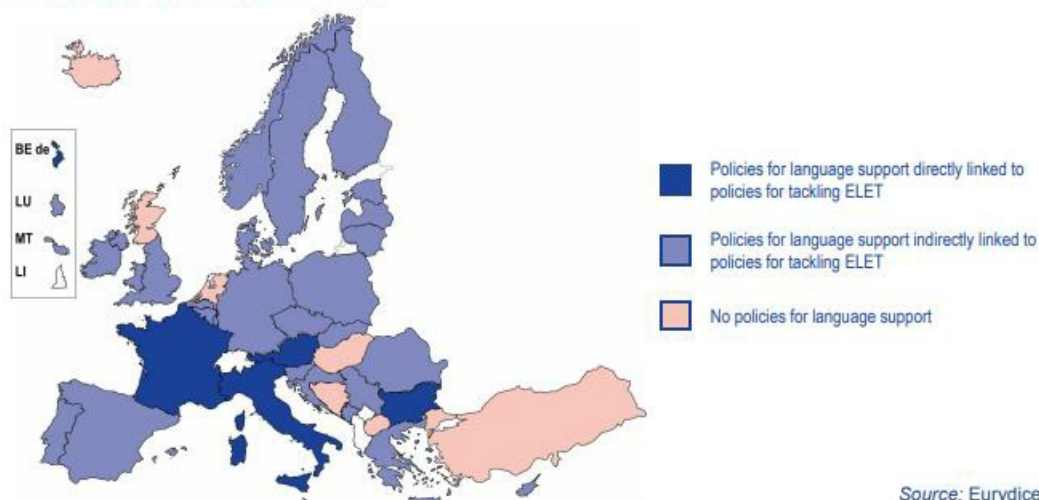 BE de
LU
MT
LI
Policies for language support directly linked to
policies for tackling ELET
Policies for language support indirectly linked to
policies for tackling ELET
No policies for language support
Source: Eurydice